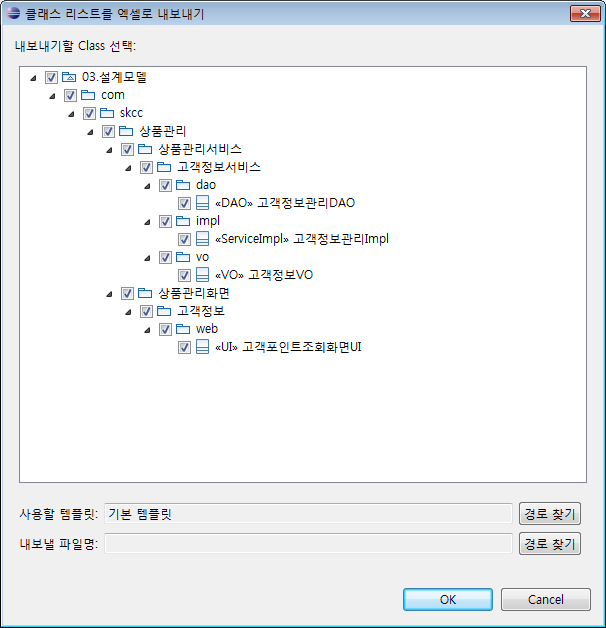 클래스 리스트를 엑셀로 내보내기
내보내기할 Class 선택:
03.설계모델
com
skcc
상품관리
상품관리서비스
고객정보서비스
dao
«DAO» 고객정보관리DAO
impl
«ServiceImpl» 고객정보관리Impl
vo
«VO» 고객정보VO
상품관리화면
고객정보
web
«UI» 고객포인트조회화면UI
사용할 템플릿: 기본 템플릿 경로 찾기
내보낼 파일명: 경로 찾기
OK Cancel